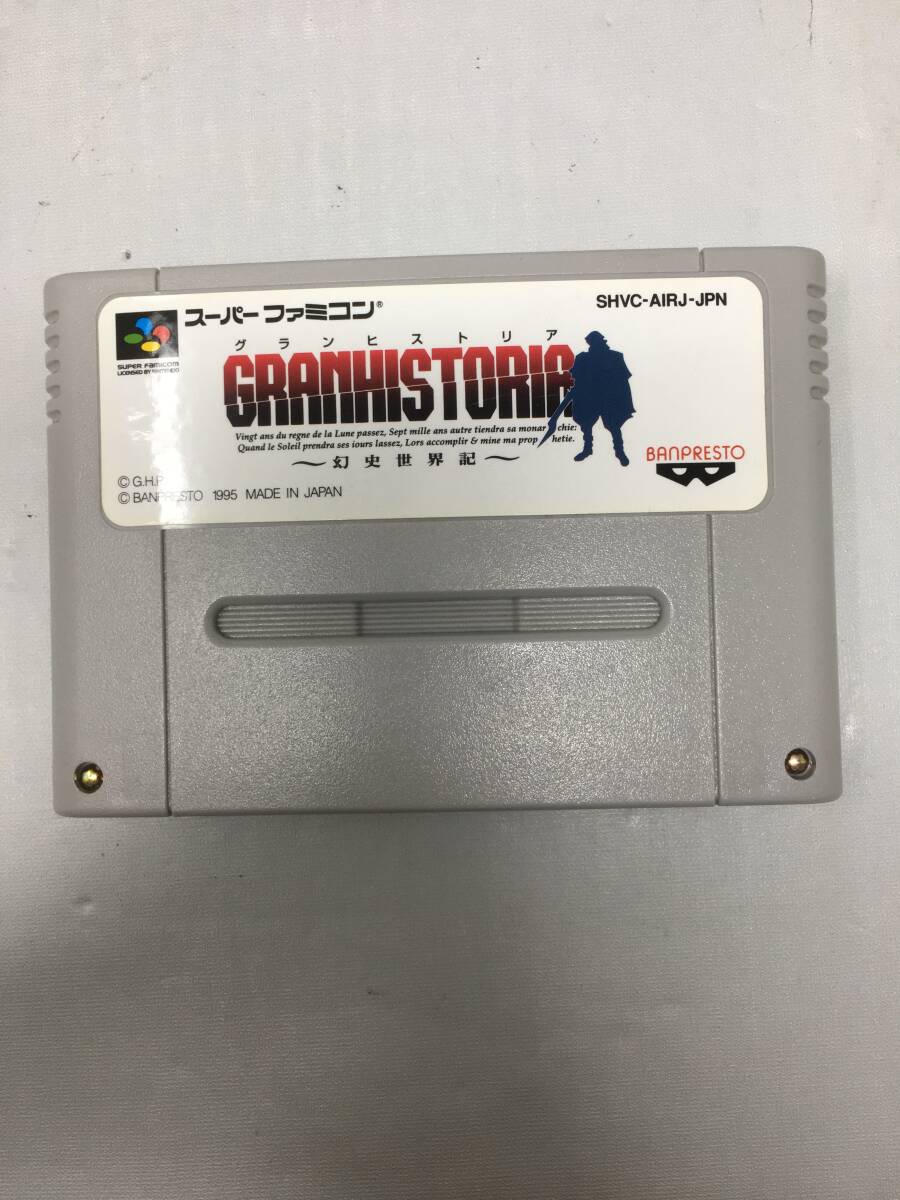 スーパーファミコン®
SHVC-AIRJ-JPN
SUPER FAMICOM
LICENSED BY NINTENDO
グランヒストリア
GRANHISTORIA
Vingt ans du regne de la Lune passez, Sept mille ans autre tiendra sa monar chie:
Quand le Soleil prendra ses iours lassez, Lors accomplir & mine ma prop hetie.
〜幻史世界記〜
BANPRESTO
© G.H.P
© BANPRESTO 1995 MADE IN JAPAN